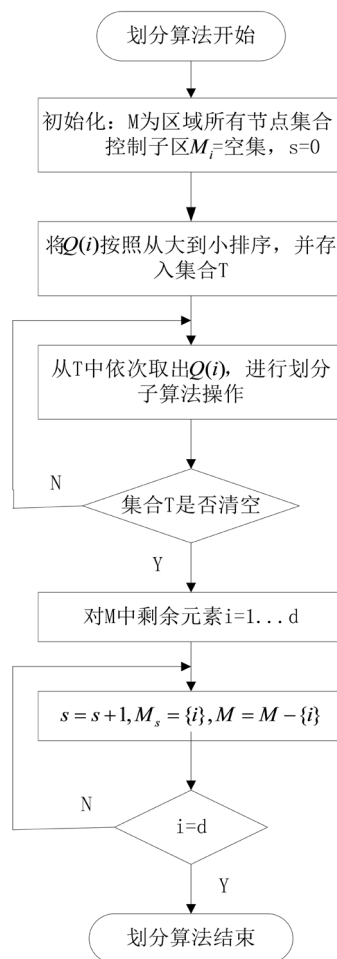 划分算法开始
初始化：M为区域所有节点集合
控制子区M_i=空集，s=0
将Q(i)按照从大到小排序，并存
入集合T
从T中依次取出Q(i)，进行划分
子算法操作
N
集合T是否清空
Y
对M中剩余元素i=1...d
s = s+1, M_s = {i}, M = M −{i}
N
i=d
Y
划分算法结束